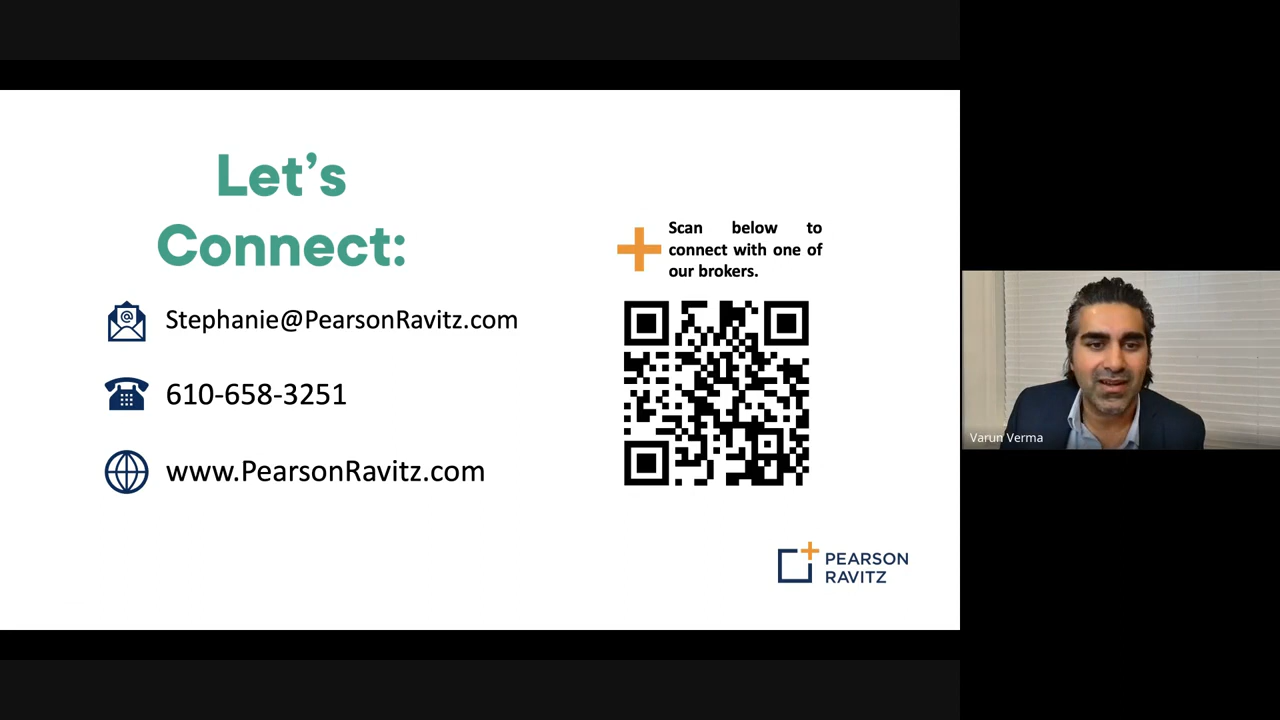 Let's
Connect:
Stephanie@PearsonRavitz.com
610-658-3251
www.PearsonRavitz.com
Scan below to
connect with one of
our brokers.
PEARSON
RAVITZ
Varun Verma